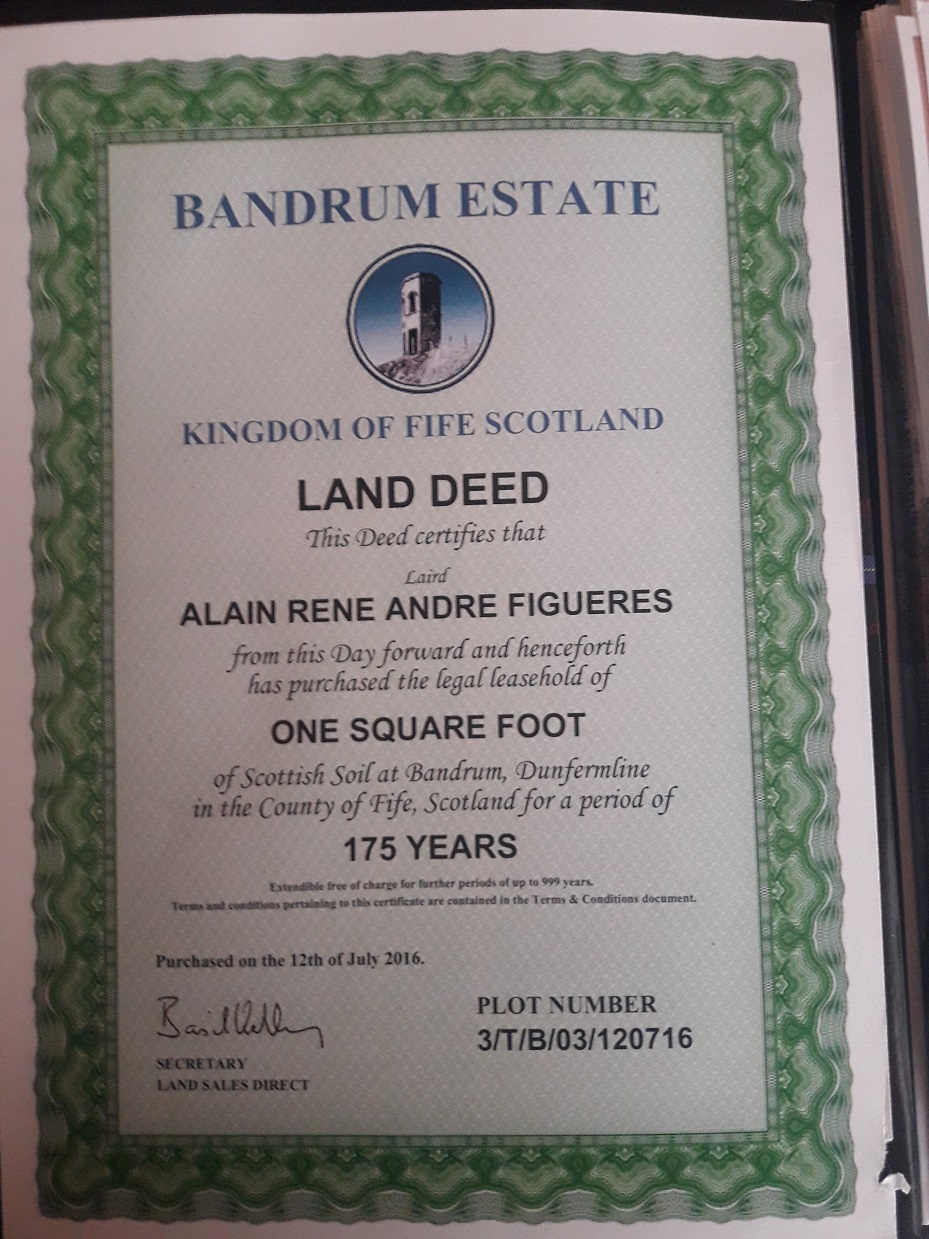 BANDRUM ESTATE
KINGDOM OF FIFE SCOTLAND
LAND DEED
This Deed certifies that
Laird
ALAIN RENE ANDRE FIGUERES
from this Day forward and henceforth
has purchased the legal leasehold of
ONE SQUARE FOOT
of Scottish Soil at Bandrum, Dunfermline
in the County of Fife, Scotland for a period of
175 YEARS
Extendible free of charge for further periods of up to 999 years.
Terms and conditions pertaining to this certificate are contained in the Terms & Conditions document.
Purchased on the 12th of July 2016.
SECRETARY
LAND SALES DIRECT
PLOT NUMBER
3/T/B/03/120716